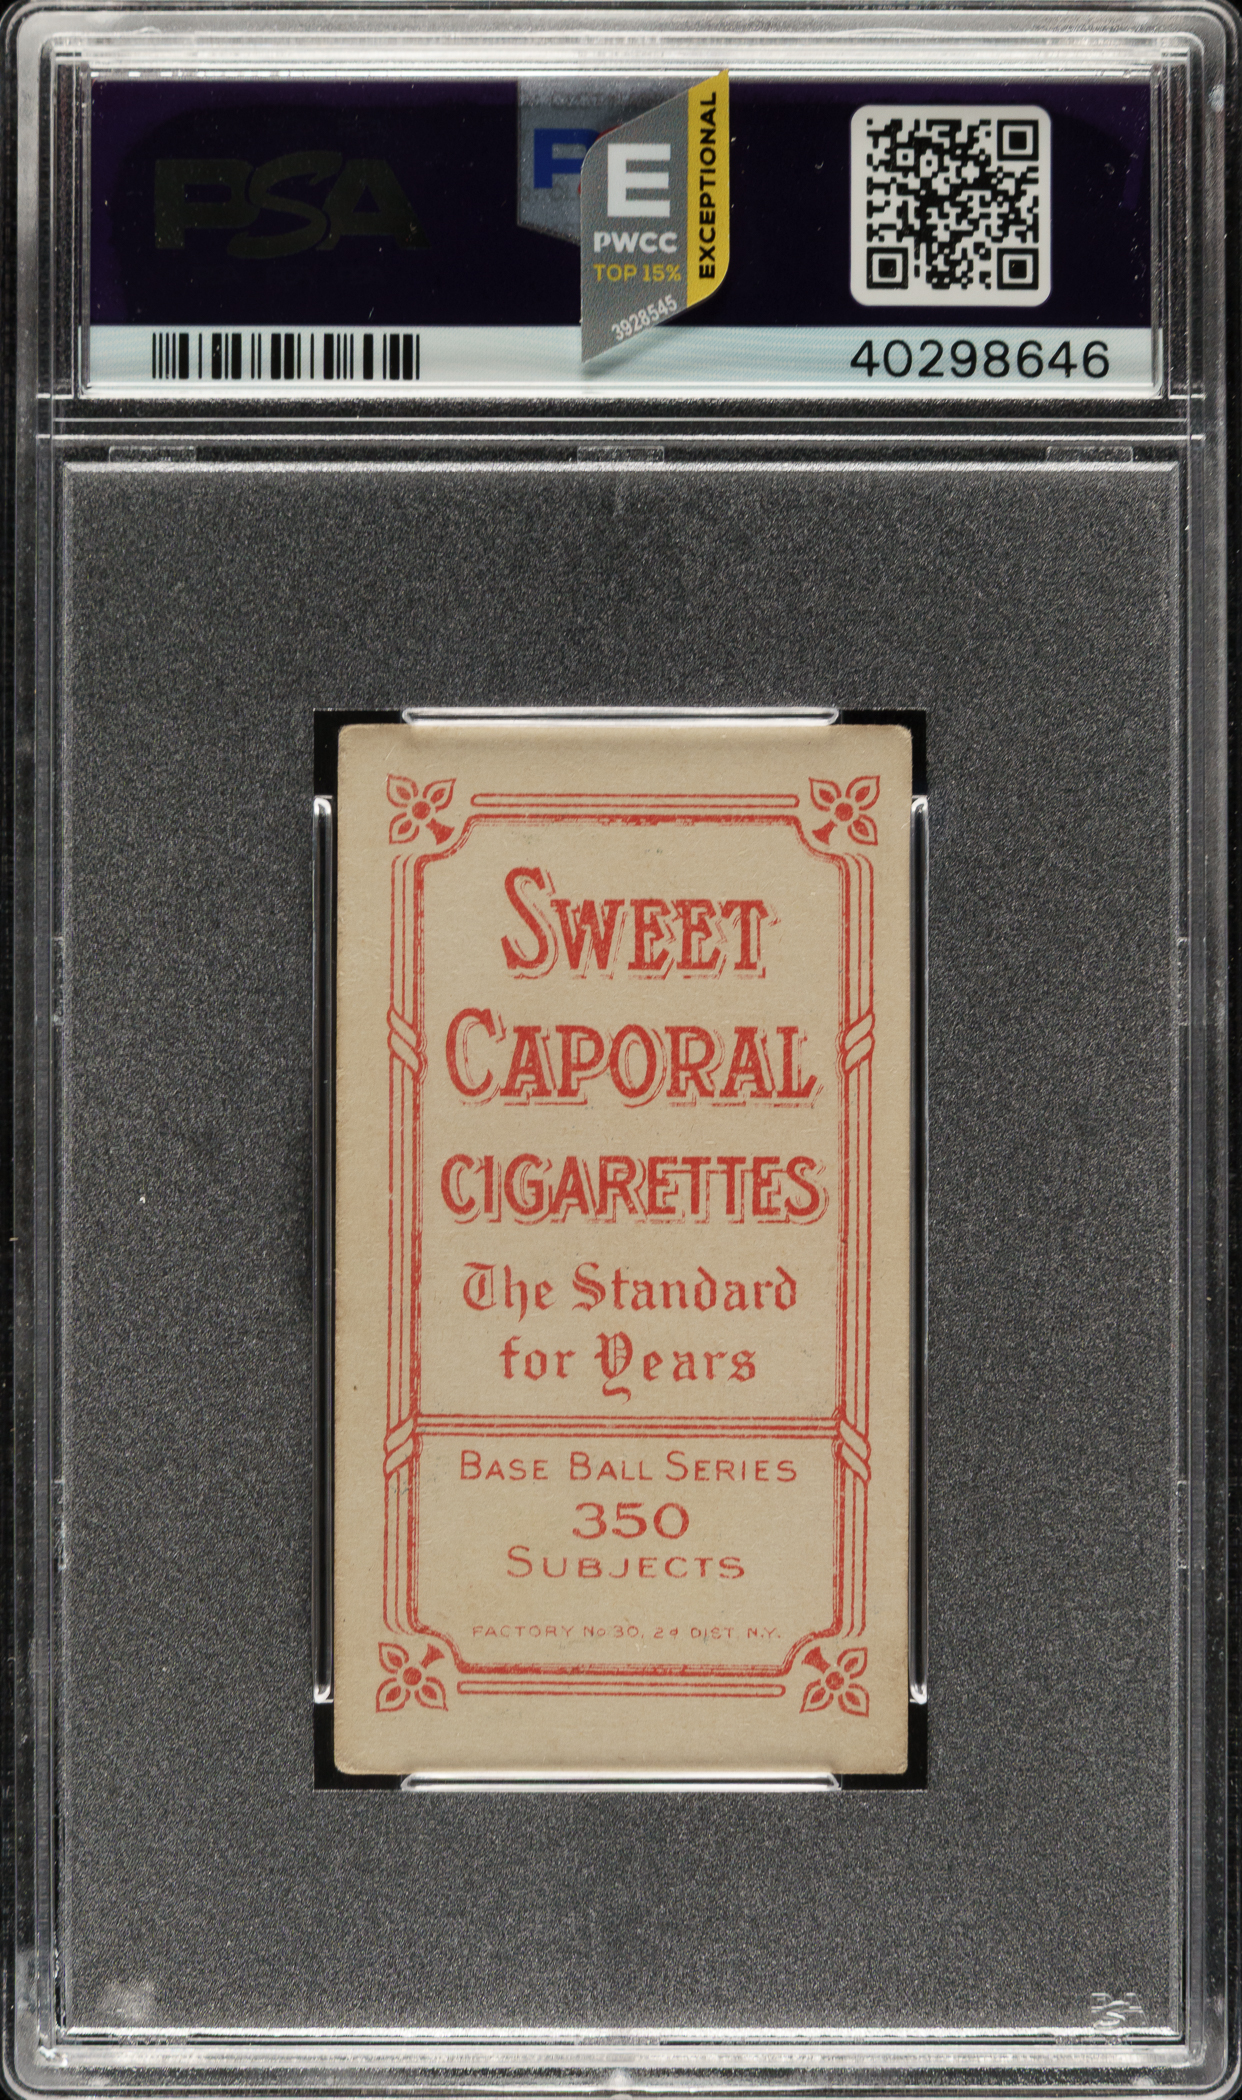 PSA
E
PWCC
TOP 15%
EXCEPTIONAL
3928545
40298646
SWEET
CAPORAL
CIGARETTES
The Standard
for Years
BASE BALL SERIES
350
SUBJECTS
FACTORY No 30, 2d DIST. N.Y.